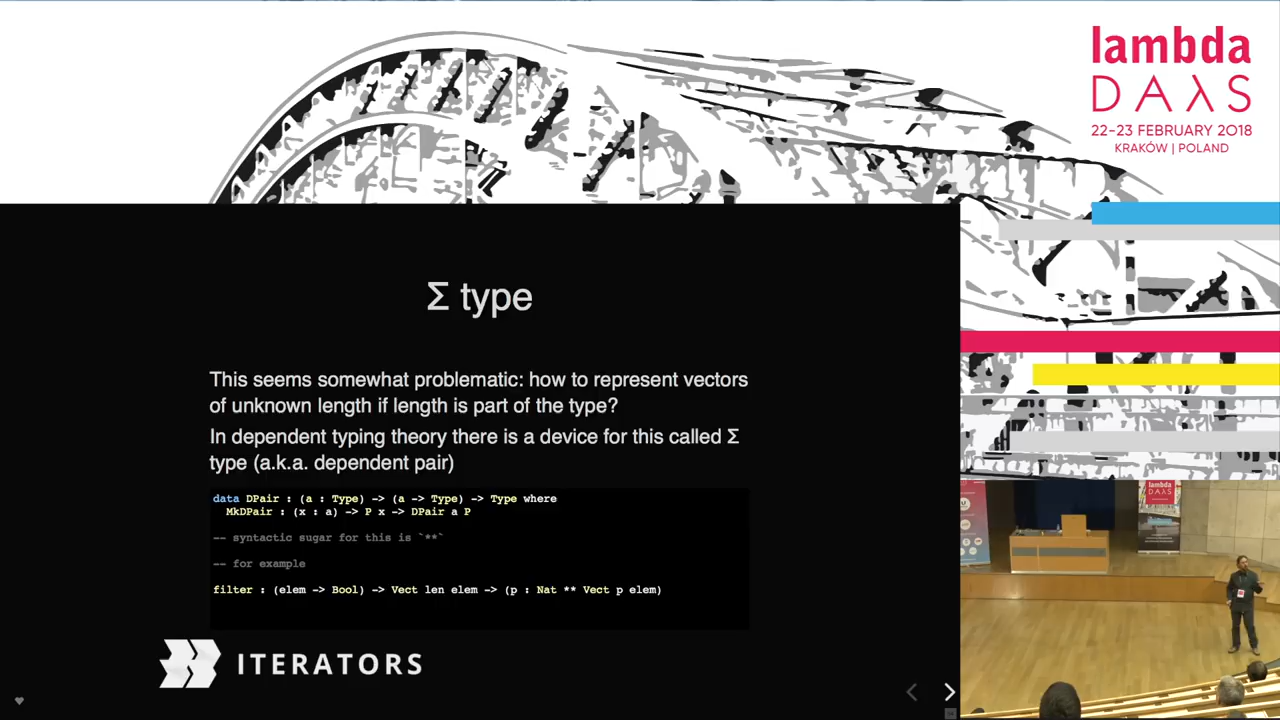 lambda
DAλS
22-23 FEBRUARY 2018
KRAKÓW | POLAND
Σ type
This seems somewhat problematic: how to represent vectors
of unknown length if length is part of the type?
In dependent typing theory there is a device for this called Σ
type (a.k.a. dependent pair)
data DPair : (a : Type) -> (a -> Type) -> Type where
  MkDPair : (x : a) -> P x -> DPair a P
-- syntactic sugar for this is `**`
-- for example
filter : (elem -> Bool) -> Vect len elem -> (p : Nat ** Vect p elem)
ITERATORS
lambda